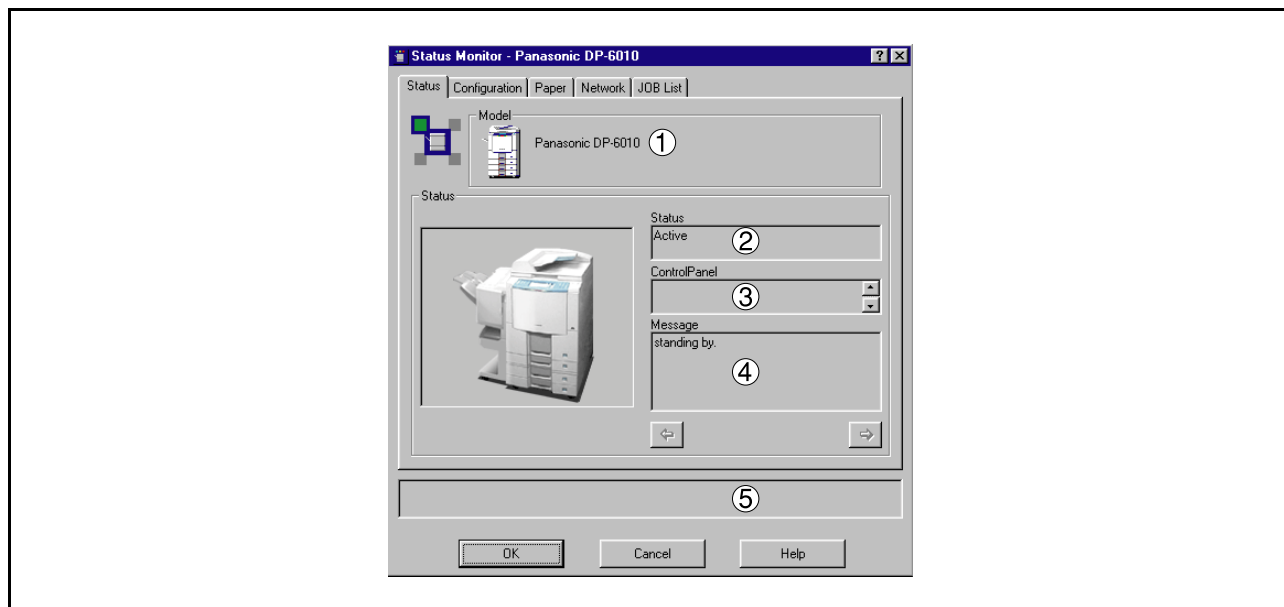 Status Monitor - Panasonic DP-6010
Status Configuration Paper Network JOB List
Model
Panasonic DP-6010 ①
Status
Status
Active ②
ControlPanel
③
Message
standing by.
④
⑤
OK Cancel Help